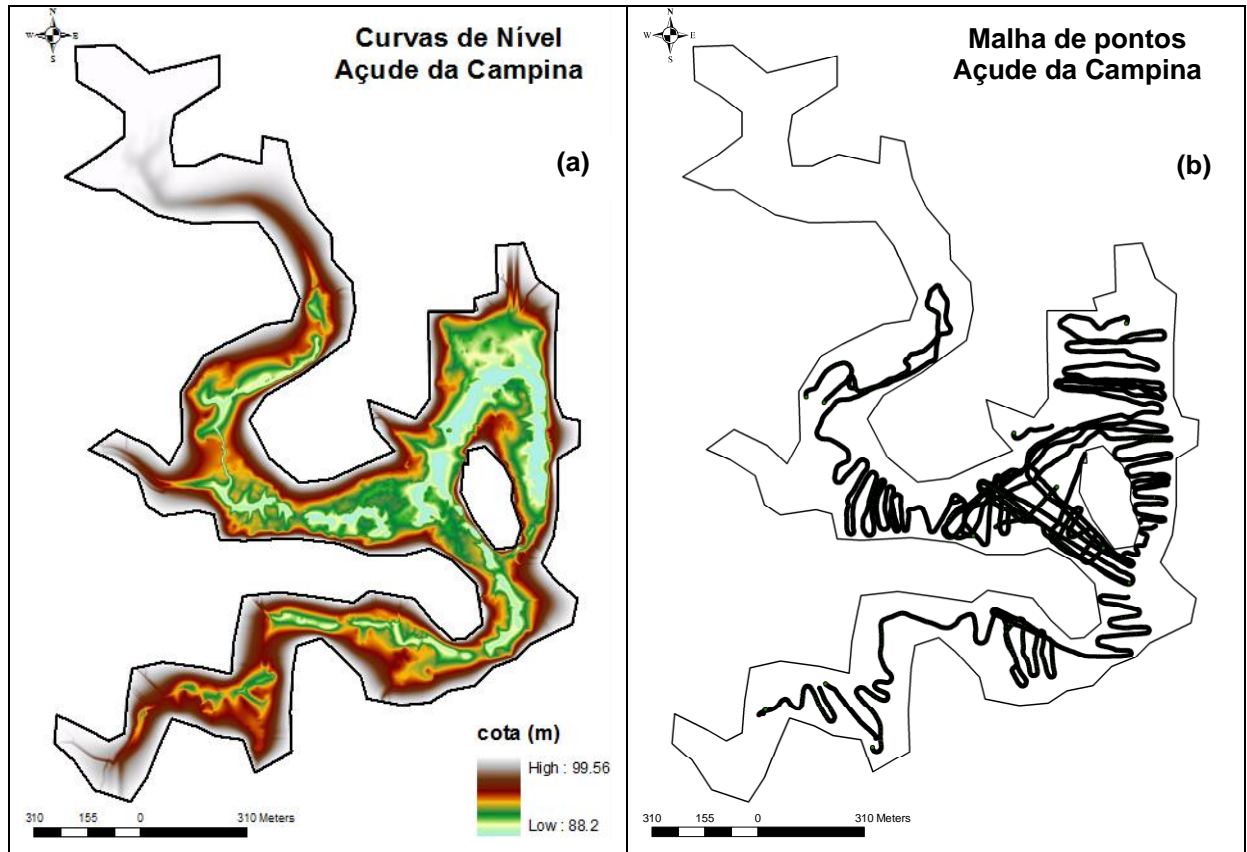 N
W E
S
Curvas de Nível
Açude da Campina
(a)
cota (m)
High : 99.56
Low : 88.2
310 155 0 310 Meters
N
W E
S
Malha de pontos
Açude da Campina
(b)
310 155 0 310 Meters